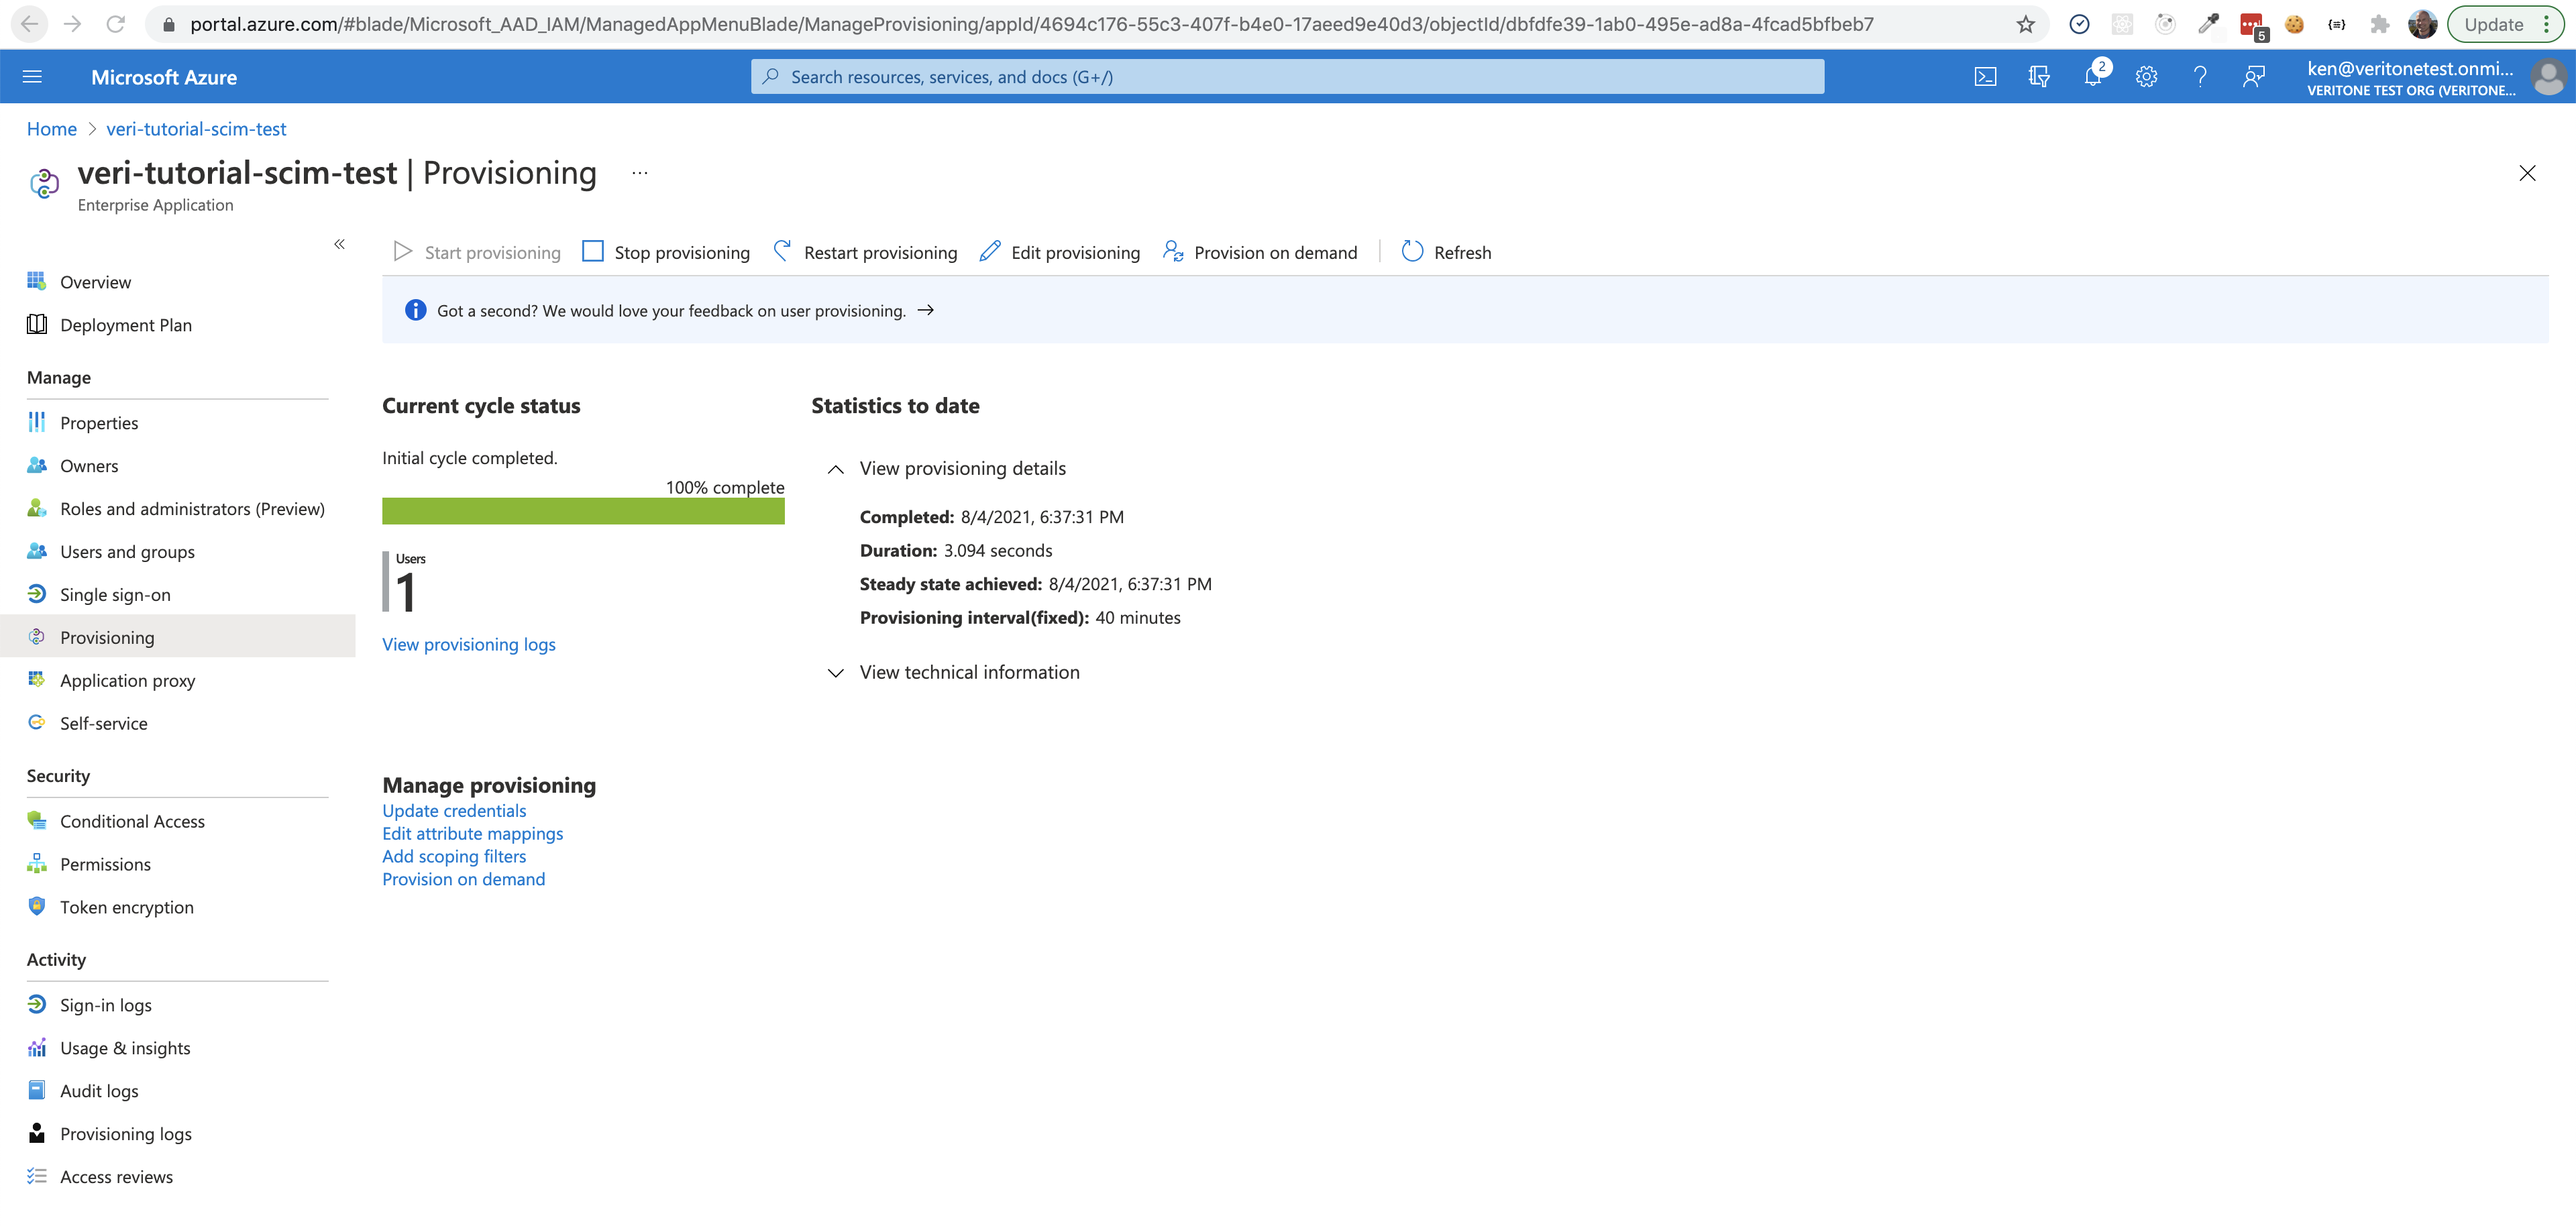 portal.azure.com/#blade/Microsoft_AAD_IAM/ManagedAppMenuBlade/ManageProvisioning/appId/4694c176-55c3-407f-b4e0-17aeed9e40d3/objectId/dbfdfe39-1ab0-495e-ad8a-4fcad5bfbeb7
5
Update
Microsoft Azure
Search resources, services, and docs (G+/)
2
ken@veritonetest.onmi...
VERITONE TEST ORG (VERITONE...
Home > veri-tutorial-scim-test
veri-tutorial-scim-test | Provisioning ...
Enterprise Application
«
Start provisioning Stop provisioning Restart provisioning Edit provisioning Provision on demand | Refresh
Got a second? We would love your feedback on user provisioning. →
Overview
Deployment Plan
Manage
Properties
Owners
Roles and administrators (Preview)
Users and groups
Single sign-on
Provisioning
Application proxy
Self-service
Security
Conditional Access
Permissions
Token encryption
Activity
Sign-in logs
Usage & insights
Audit logs
Provisioning logs
Access reviews
Current cycle status
Initial cycle completed.
100% complete
Users
1
View provisioning logs
Statistics to date
View provisioning details
Completed: 8/4/2021, 6:37:31 PM
Duration: 3.094 seconds
Steady state achieved: 8/4/2021, 6:37:31 PM
Provisioning interval(fixed): 40 minutes
View technical information
Manage provisioning
Update credentials
Edit attribute mappings
Add scoping filters
Provision on demand